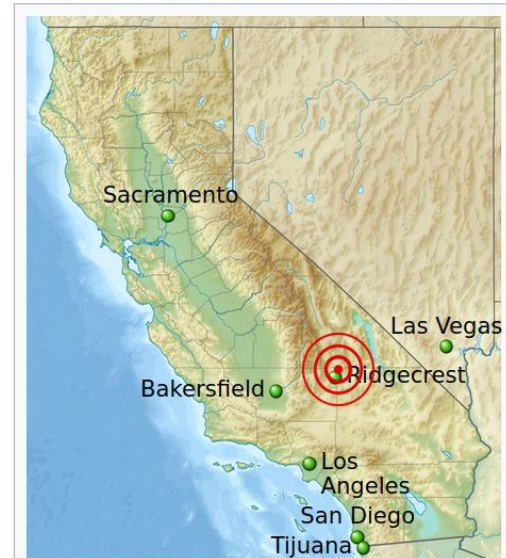 Sacramento
Las Vegas
Ridgecrest
Bakersfield
Los
Angeles
San Diego
Tijuana